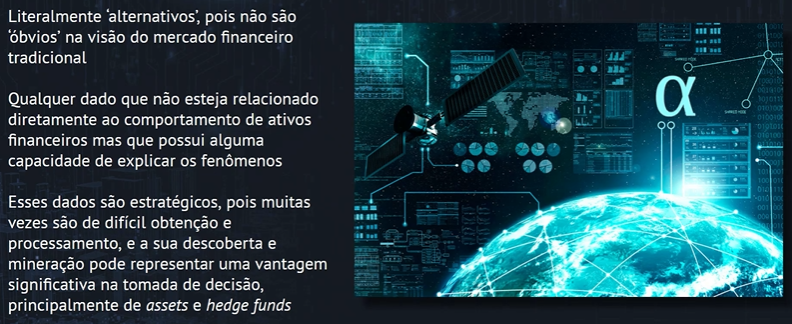 Literalmente ‘alternativos’, pois não são
‘óbvios’ na visão do mercado financeiro
tradicional
Qualquer dado que não esteja relacionado
diretamente ao comportamento de ativos
financeiros mas que possui alguma
capacidade de explicar os fenômenos
Esses dados são estratégicos, pois muitas
vezes são de difícil obtenção e
processamento, e a sua descoberta e
mineração pode representar uma vantagem
significativa na tomada de decisão,
principalmente de assets e hedge funds
α